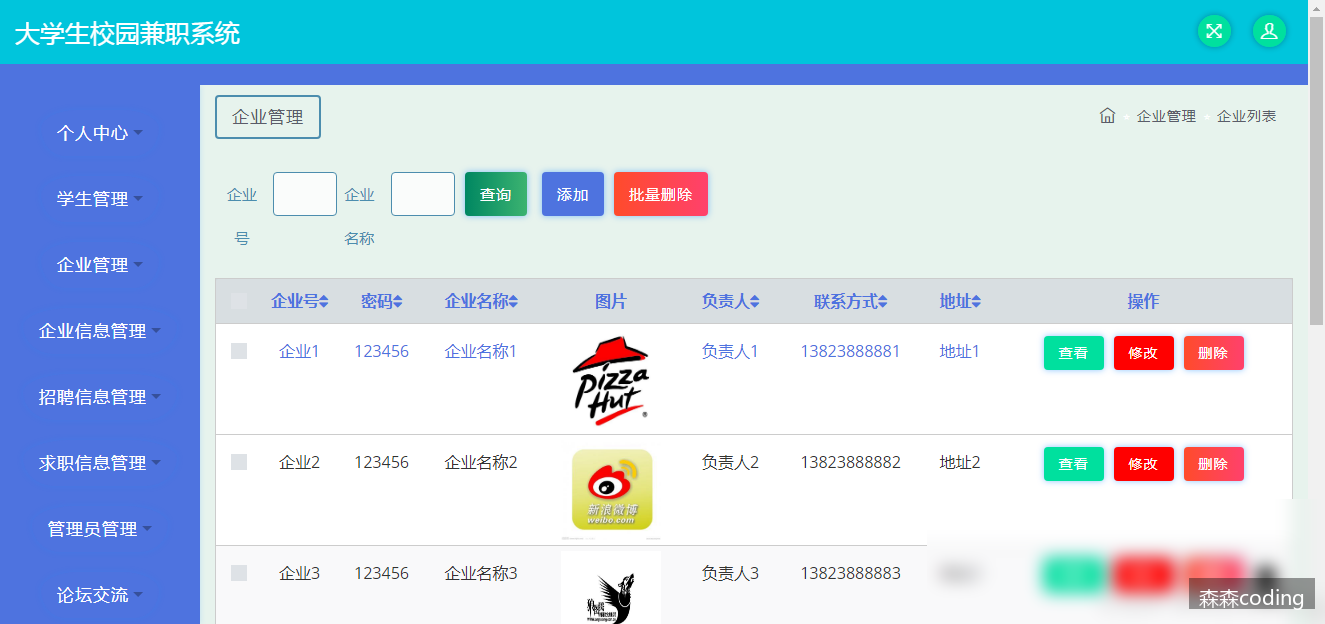 大学生校园兼职系统
个人中心
学生管理
企业管理
企业信息管理
招聘信息管理
求职信息管理
管理员管理
论坛交流
企业管理
企业管理 企业列表
企业号 企业名称 查询 添加 批量删除
企业号 密码 企业名称 图片 负责人 联系方式 地址 操作
企业1 123456 企业名称1 负责人1 13823888881 地址1 查看 修改 删除
Pizza Hut
企业2 123456 企业名称2 负责人2 13823888882 地址2 查看 修改 删除
新浪微博
weibo.com
企业3 123456 企业名称3 负责人3 13823888883
森森coding